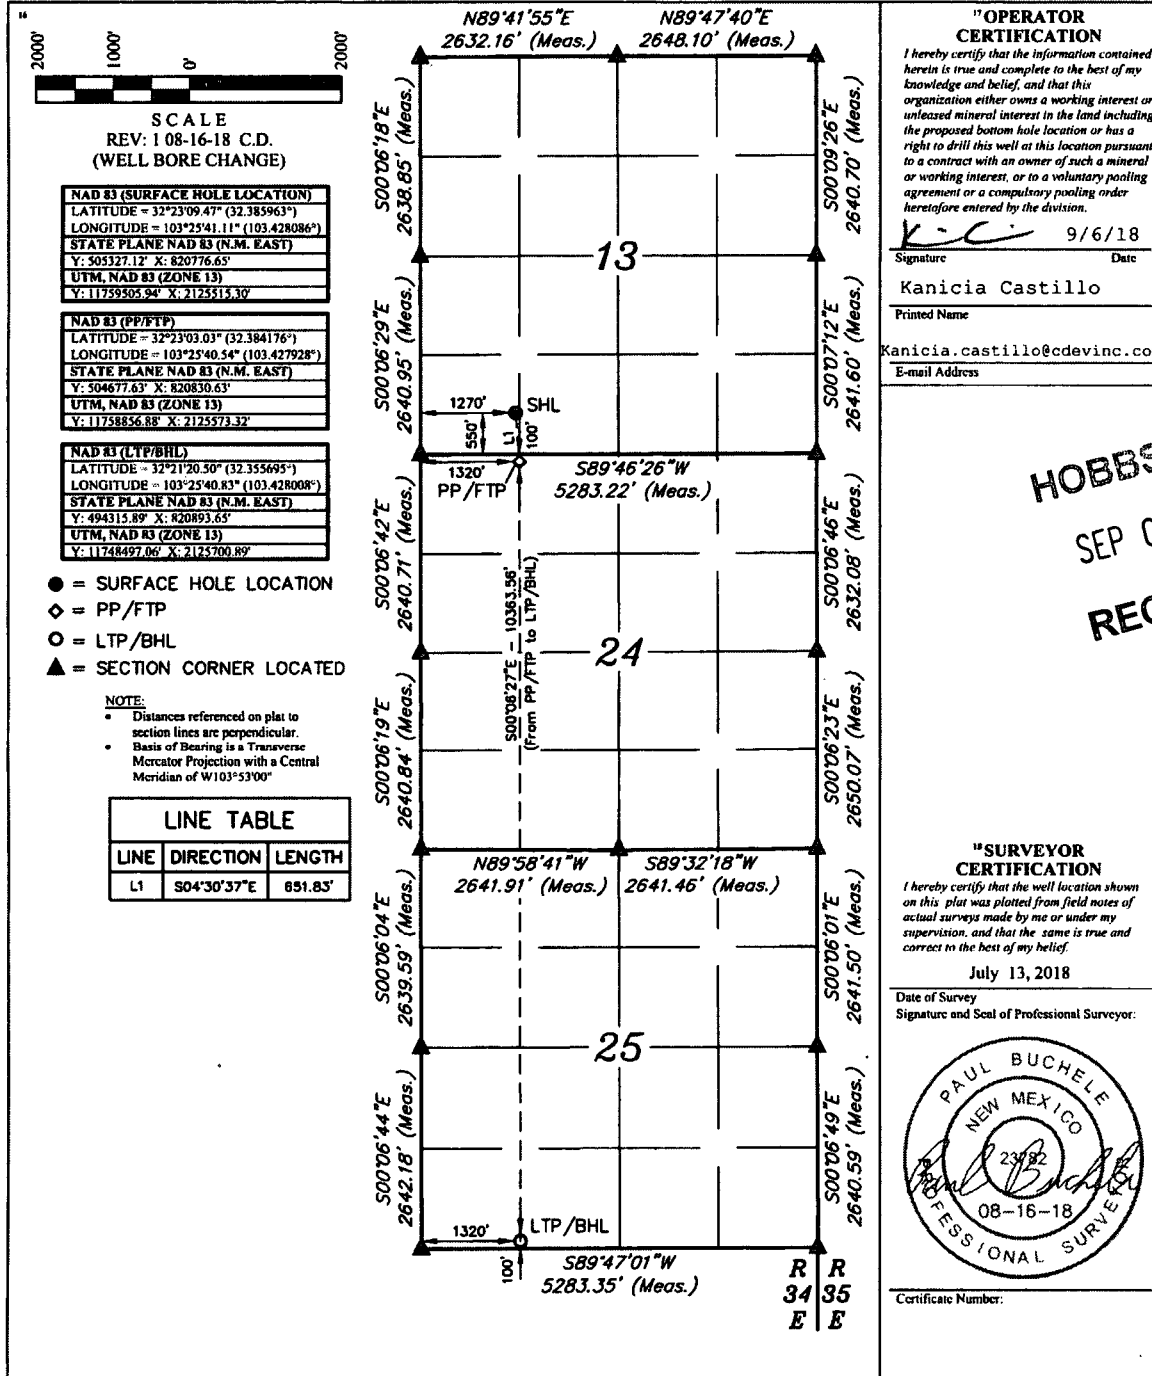 16
2000'
1000'
0'
2000'
SCALE
REV: 1 08-16-18 C.D.
(WELL BORE CHANGE)
NAD 83 (SURFACE HOLE LOCATION)
LATITUDE = 32°23'09.47" (32.385963°)
LONGITUDE = 103°25'41.11" (103.428086°)
STATE PLANE NAD 83 (N.M. EAST)
Y: 505327.12' X: 820776.65'
UTM, NAD 83 (ZONE 13)
Y: 11759505.94' X: 2125515.30'
NAD 83 (PP/FTP)
LATITUDE = 32°23'03.03" (32.384176°)
LONGITUDE = 103°25'40.54" (103.427928°)
STATE PLANE NAD 83 (N.M. EAST)
Y: 504677.63' X: 820830.63'
UTM, NAD 83 (ZONE 13)
Y: 11758856.88' X: 2125573.32'
NAD 83 (LTP/BHL)
LATITUDE = 32°21'20.50" (32.355695°)
LONGITUDE = 103°25'40.83" (103.428008°)
STATE PLANE NAD 83 (N.M. EAST)
Y: 494315.89' X: 820893.65'
UTM, NAD 83 (ZONE 13)
Y: 11748497.06' X: 2125700.89'
= SURFACE HOLE LOCATION
= PP/FTP
= LTP/BHL
= SECTION CORNER LOCATED
NOTE:
• Distances referenced on plat to
section lines are perpendicular.
• Basis of Bearing is a Transverse
Mercator Projection with a Central
Meridian of W103°53'00"
LINE TABLE
LINE DIRECTION LENGTH
L1 S04°30'37"E 651.83'
N89°41'55"E
2632.16' (Meas.)
N89°47'40"E
2648.10' (Meas.)
S00°06'18"E
2638.85' (Meas.)
S00°09'26"E
2640.70' (Meas.)
13
S00°06'29"E
2640.95' (Meas.)
S00°07'12"E
2641.60' (Meas.)
1270'
SHL
550'
L1
100'
1320'
PP/FTP
S89°46'26"W
5283.22' (Meas.)
S00°06'42"E
2640.71' (Meas.)
S00°06'46"E
2632.08' (Meas.)
S00°06'27"E - 10363.56'
(From PP/FTP to LTP/BHL)
24
S00°06'19"E
2640.84' (Meas.)
S00°06'23"E
2650.07' (Meas.)
N89°58'41"W
2641.91' (Meas.)
S89°32'18"W
2641.46' (Meas.)
S00°06'04"E
2639.59' (Meas.)
S00°06'01"E
2641.50' (Meas.)
25
S00°06'44"E
2642.18' (Meas.)
S00°06'49"E
2640.59' (Meas.)
1320'
LTP/BHL
100'
S89°47'01"W
5283.35' (Meas.)
R R
34 35
E E
17 OPERATOR
CERTIFICATION
I hereby certify that the information contained
herein is true and complete to the best of my
knowledge and belief, and that this
organization either owns a working interest or
unleased mineral interest in the land including
the proposed bottom hole location or has a
right to drill this well at this location pursuant
to a contract with an owner of such a mineral
or working interest, or to a voluntary pooling
agreement or a compulsory pooling order
heretofore entered by the division.
9/6/18
Signature Date
Kanicia Castillo
Printed Name
Kanicia.castillo@cdevinc.co
E-mail Address
HOBBS
SEP 0
REC
18 SURVEYOR
CERTIFICATION
I hereby certify that the well location shown
on this plat was plotted from field notes of
actual surveys made by me or under my
supervision, and that the same is true and
correct to the best of my belief.
July 13, 2018
Date of Survey
Signature and Seal of Professional Surveyor:
PAUL BUCHELE
NEW MEXICO
23782
08-16-18
PROFESSIONAL SURVEYOR
Paul Buchele
Certificate Number: